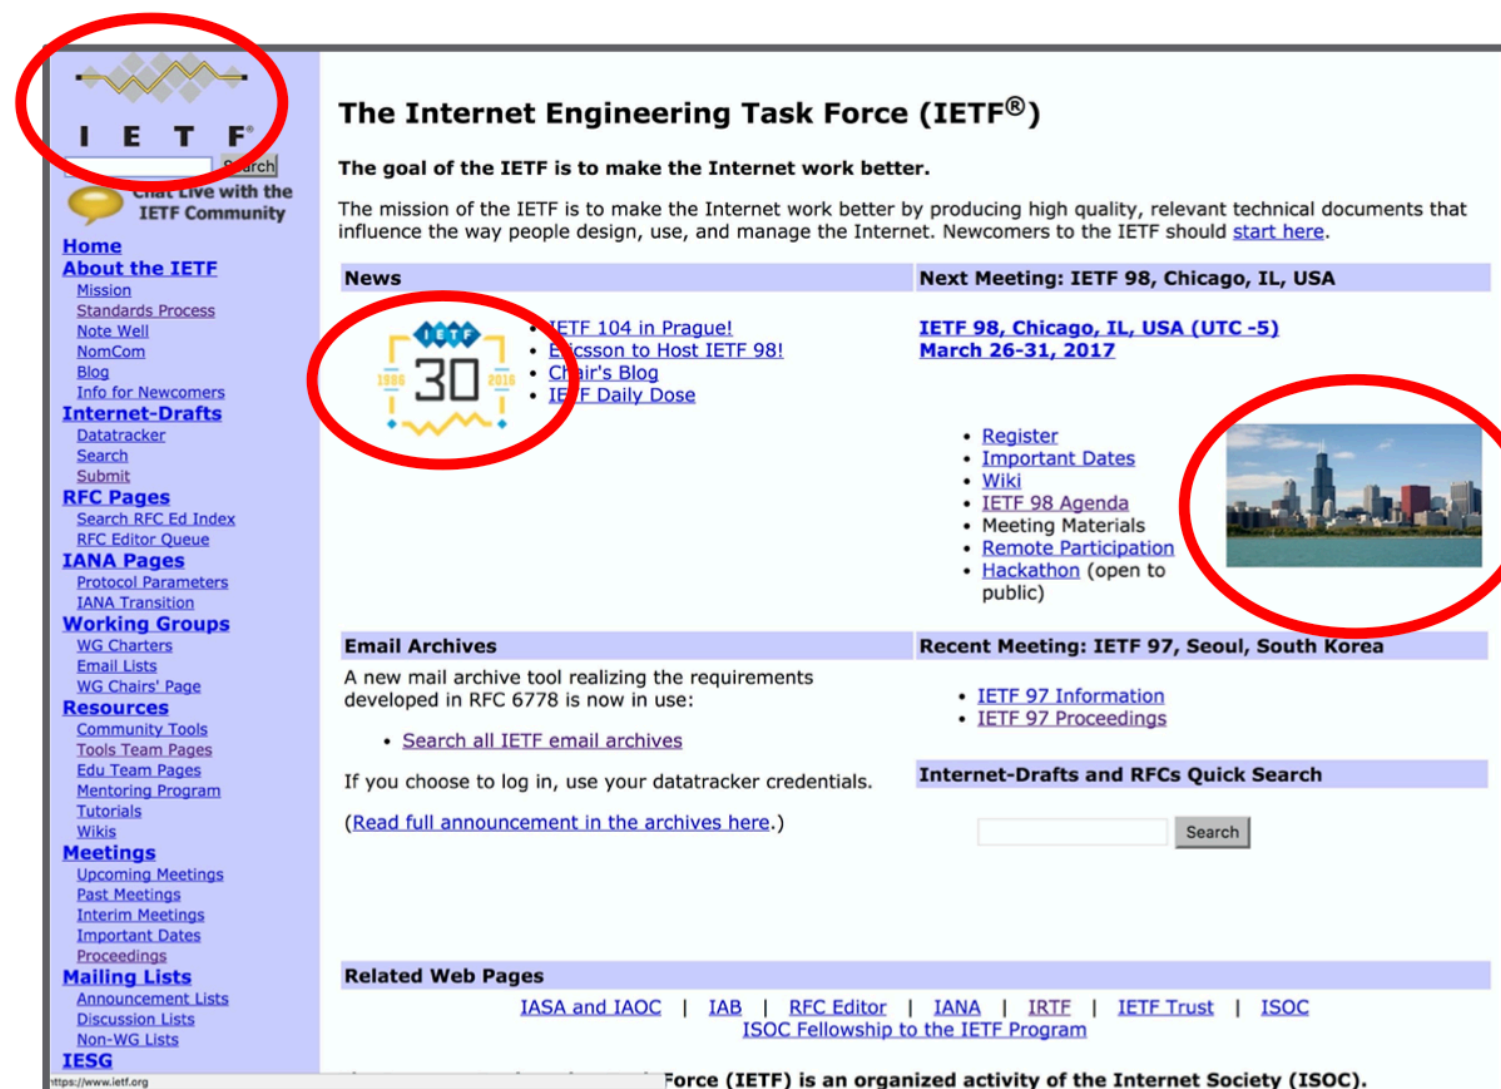 I E T F®
Search
Chat Live with the
IETF Community
Home
About the IETF
Mission
Standards Process
Note Well
NomCom
Blog
Info for Newcomers
Internet-Drafts
Datatracker
Search
Submit
RFC Pages
Search RFC Ed Index
RFC Editor Queue
IANA Pages
Protocol Parameters
IANA Transition
Working Groups
WG Charters
Email Lists
WG Chairs' Page
Resources
Community Tools
Tools Team Pages
Edu Team Pages
Mentoring Program
Tutorials
Wikis
Meetings
Upcoming Meetings
Past Meetings
Interim Meetings
Important Dates
Proceedings
Mailing Lists
Announcement Lists
Discussion Lists
Non-WG Lists
IESG
https://www.ietf.org
The Internet Engineering Task Force (IETF®)
The goal of the IETF is to make the Internet work better.
The mission of the IETF is to make the Internet work better by producing high quality, relevant technical documents that
influence the way people design, use, and manage the Internet. Newcomers to the IETF should start here.
News
IETF
1986 30 2016
• IETF 104 in Prague!
• Ericsson to Host IETF 98!
• Chair's Blog
• IETF Daily Dose
Next Meeting: IETF 98, Chicago, IL, USA
IETF 98, Chicago, IL, USA (UTC -5)
March 26-31, 2017
• Register
• Important Dates
• Wiki
• IETF 98 Agenda
• Meeting Materials
• Remote Participation
• Hackathon (open to
public)
Email Archives
A new mail archive tool realizing the requirements
developed in RFC 6778 is now in use:
• Search all IETF email archives
If you choose to log in, use your datatracker credentials.
(Read full announcement in the archives here.)
Recent Meeting: IETF 97, Seoul, South Korea
• IETF 97 Information
• IETF 97 Proceedings
Internet-Drafts and RFCs Quick Search
Search
Related Web Pages
IASA and IAOC | IAB | RFC Editor | IANA | IRTF | IETF Trust | ISOC
ISOC Fellowship to the IETF Program
Force (IETF) is an organized activity of the Internet Society (ISOC).